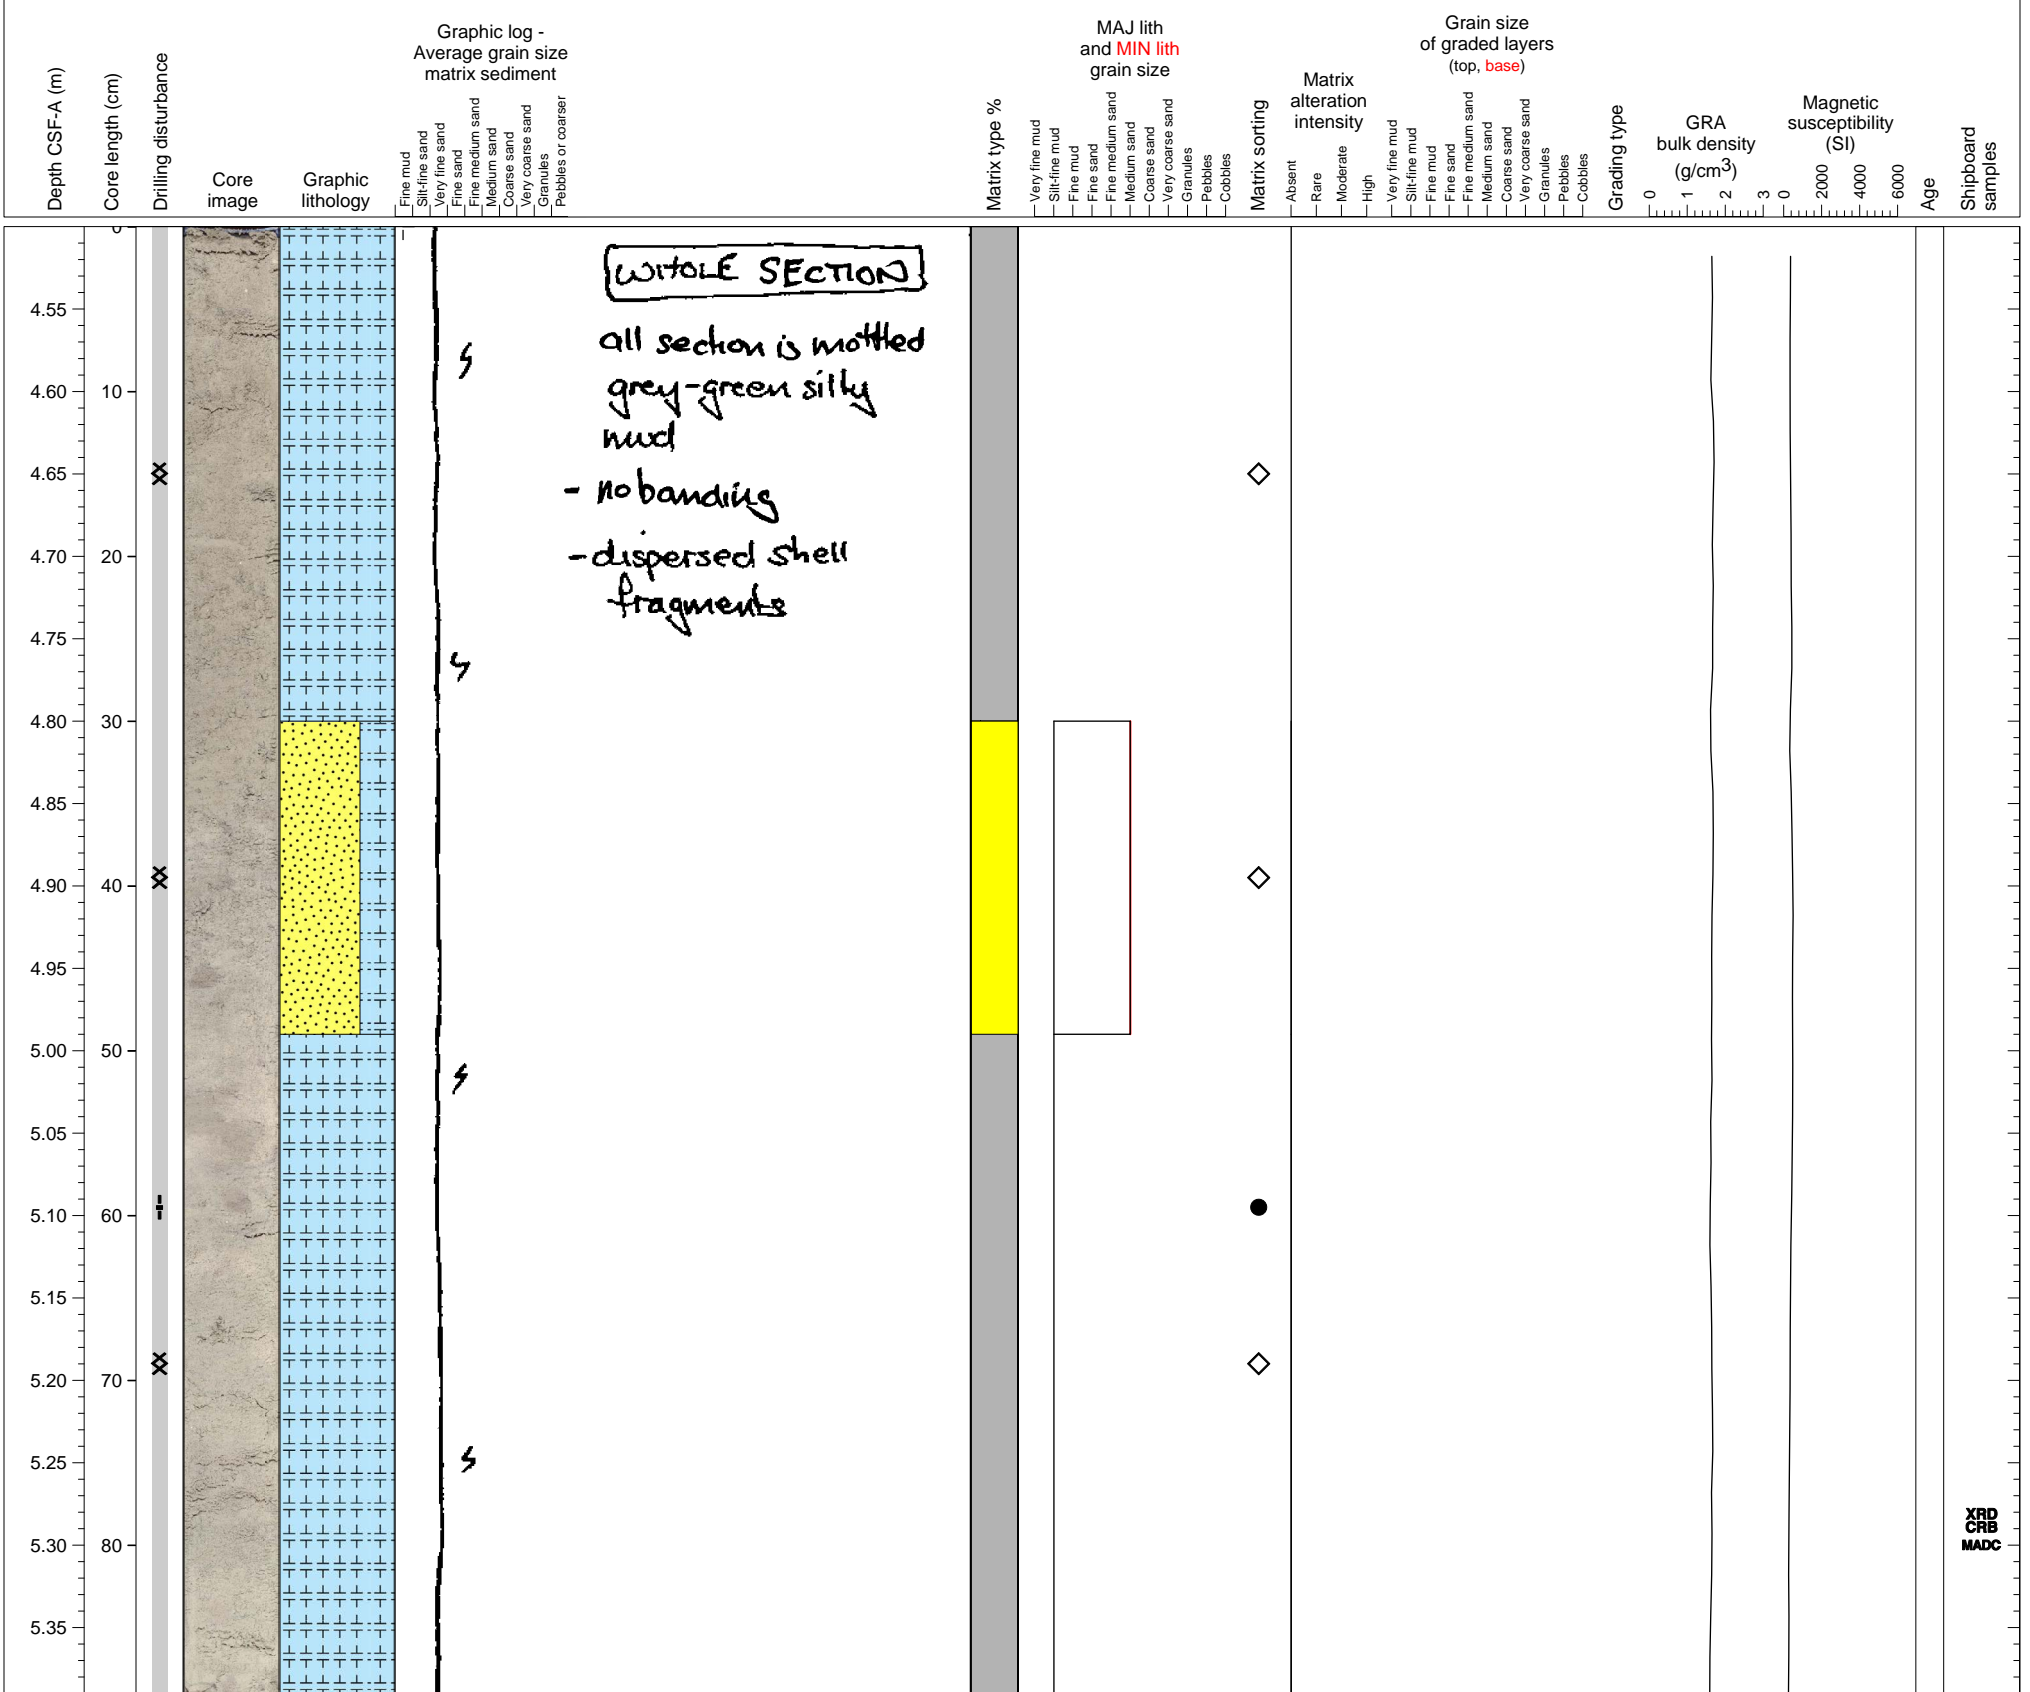 Depth CSF-A (m)
Core length (cm)
Drilling disturbance
Core
image
Graphic
lithology
Graphic log -
Average grain size
matrix sediment
Fine mud
Silt-fine sand
Very fine sand
Fine sand
Fine medium sand
Medium sand
Coarse sand
Very coarse sand
Granules
Pebbles or coarser
Matrix type %
MAJ lith
and MIN lith
grain size
Very fine mud
Silt-fine mud
Fine mud
Fine sand
Fine medium sand
Medium sand
Coarse sand
Very coarse sand
Granules
Pebbles
Cobbles
Matrix sorting
Matrix
alteration
intensity
Absent
Rare
Moderate
High
Grain size
of graded layers
(top, base)
Very fine mud
Silt-fine mud
Fine mud
Fine sand
Fine medium sand
Medium sand
Coarse sand
Very coarse sand
Granules
Pebbles
Cobbles
Grading type
GRA
bulk density
(g/cm3)
0 1 2 3
Magnetic
susceptibility
(SI)
0 2000 4000 6000
Age
Shipboard
samples
0
4.55
4.60 10
4.65
4.70 20
4.75
4.80 30
4.85
4.90 40
4.95
5.00 50
5.05
5.10 60
5.15
5.20 70
5.25
5.30 80
5.35
WHOLE SECTION
all section is mottled
grey-green silty
mud
- no banding
- dispersed shell
fragments
XRD
CRB
MADC